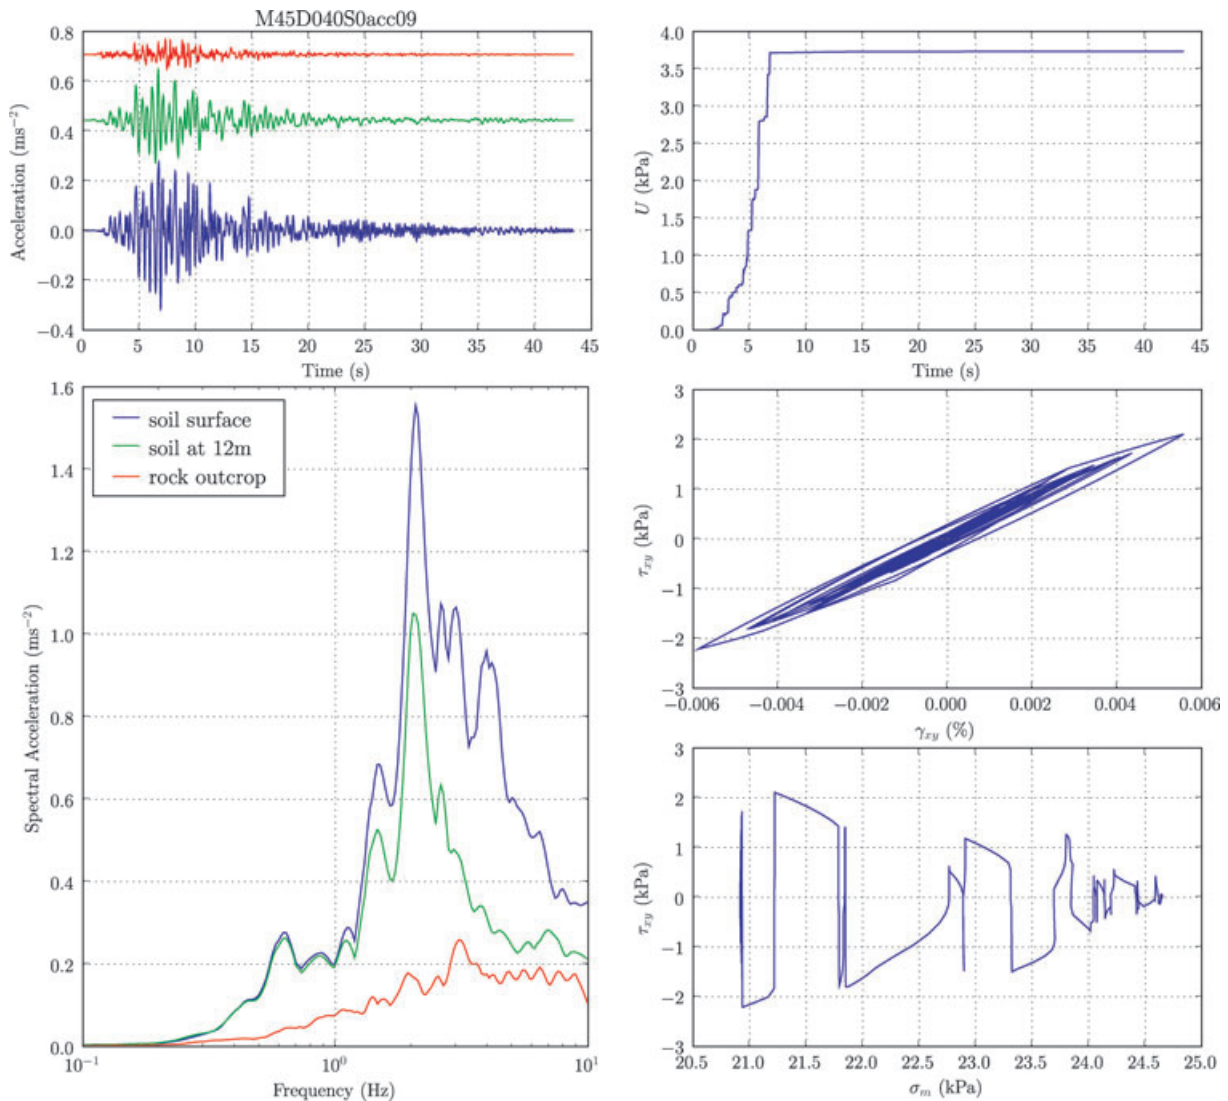 M45D040S0acc09
0.8
0.6
0.4
0.2
0.0
−0.2
−0.4
Acceleration (ms⁻²)
0 5 10 15 20 25 30 35 40 45
Time (s)
4.0
3.5
3.0
2.5
2.0
1.5
1.0
0.5
0.0
U (kPa)
0 5 10 15 20 25 30 35 40 45
Time (s)
1.6
1.4
1.2
1.0
0.8
0.6
0.4
0.2
0.0
Spectral Acceleration (ms⁻²)
soil surface
soil at 12m
rock outcrop
10⁻¹ 10⁰ 10¹
Frequency (Hz)
3
2
1
0
−1
−2
−3
τxy (kPa)
−0.006 −0.004 −0.002 0.000 0.002 0.004 0.006
γxy (%)
3
2
1
0
−1
−2
−3
τxy (kPa)
20.5 21.0 21.5 22.0 22.5 23.0 23.5 24.0 24.5 25.0
σm (kPa)